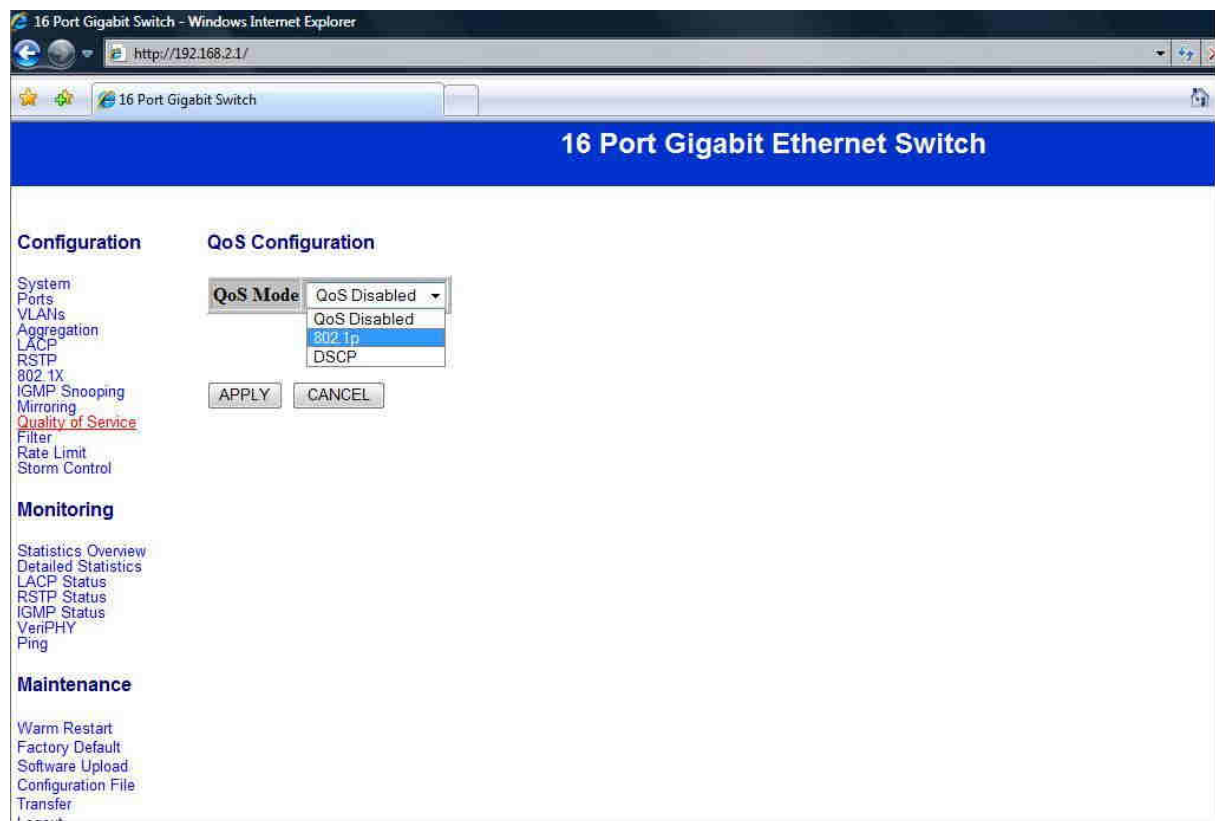 16 Port Gigabit Switch - Windows Internet Explorer
http://192.168.2.1/
16 Port Gigabit Switch
16 Port Gigabit Ethernet Switch
Configuration
System
Ports
VLANs
Aggregation
LACP
RSTP
802.1X
IGMP Snooping
Mirroring
Quality of Service
Filter
Rate Limit
Storm Control
Monitoring
Statistics Overview
Detailed Statistics
LACP Status
RSTP Status
IGMP Status
VeriPHY
Ping
Maintenance
Warm Restart
Factory Default
Software Upload
Configuration File
Transfer
Logout
QoS Configuration
QoS Mode QoS Disabled
QoS Disabled
802.1p
DSCP
APPLY CANCEL